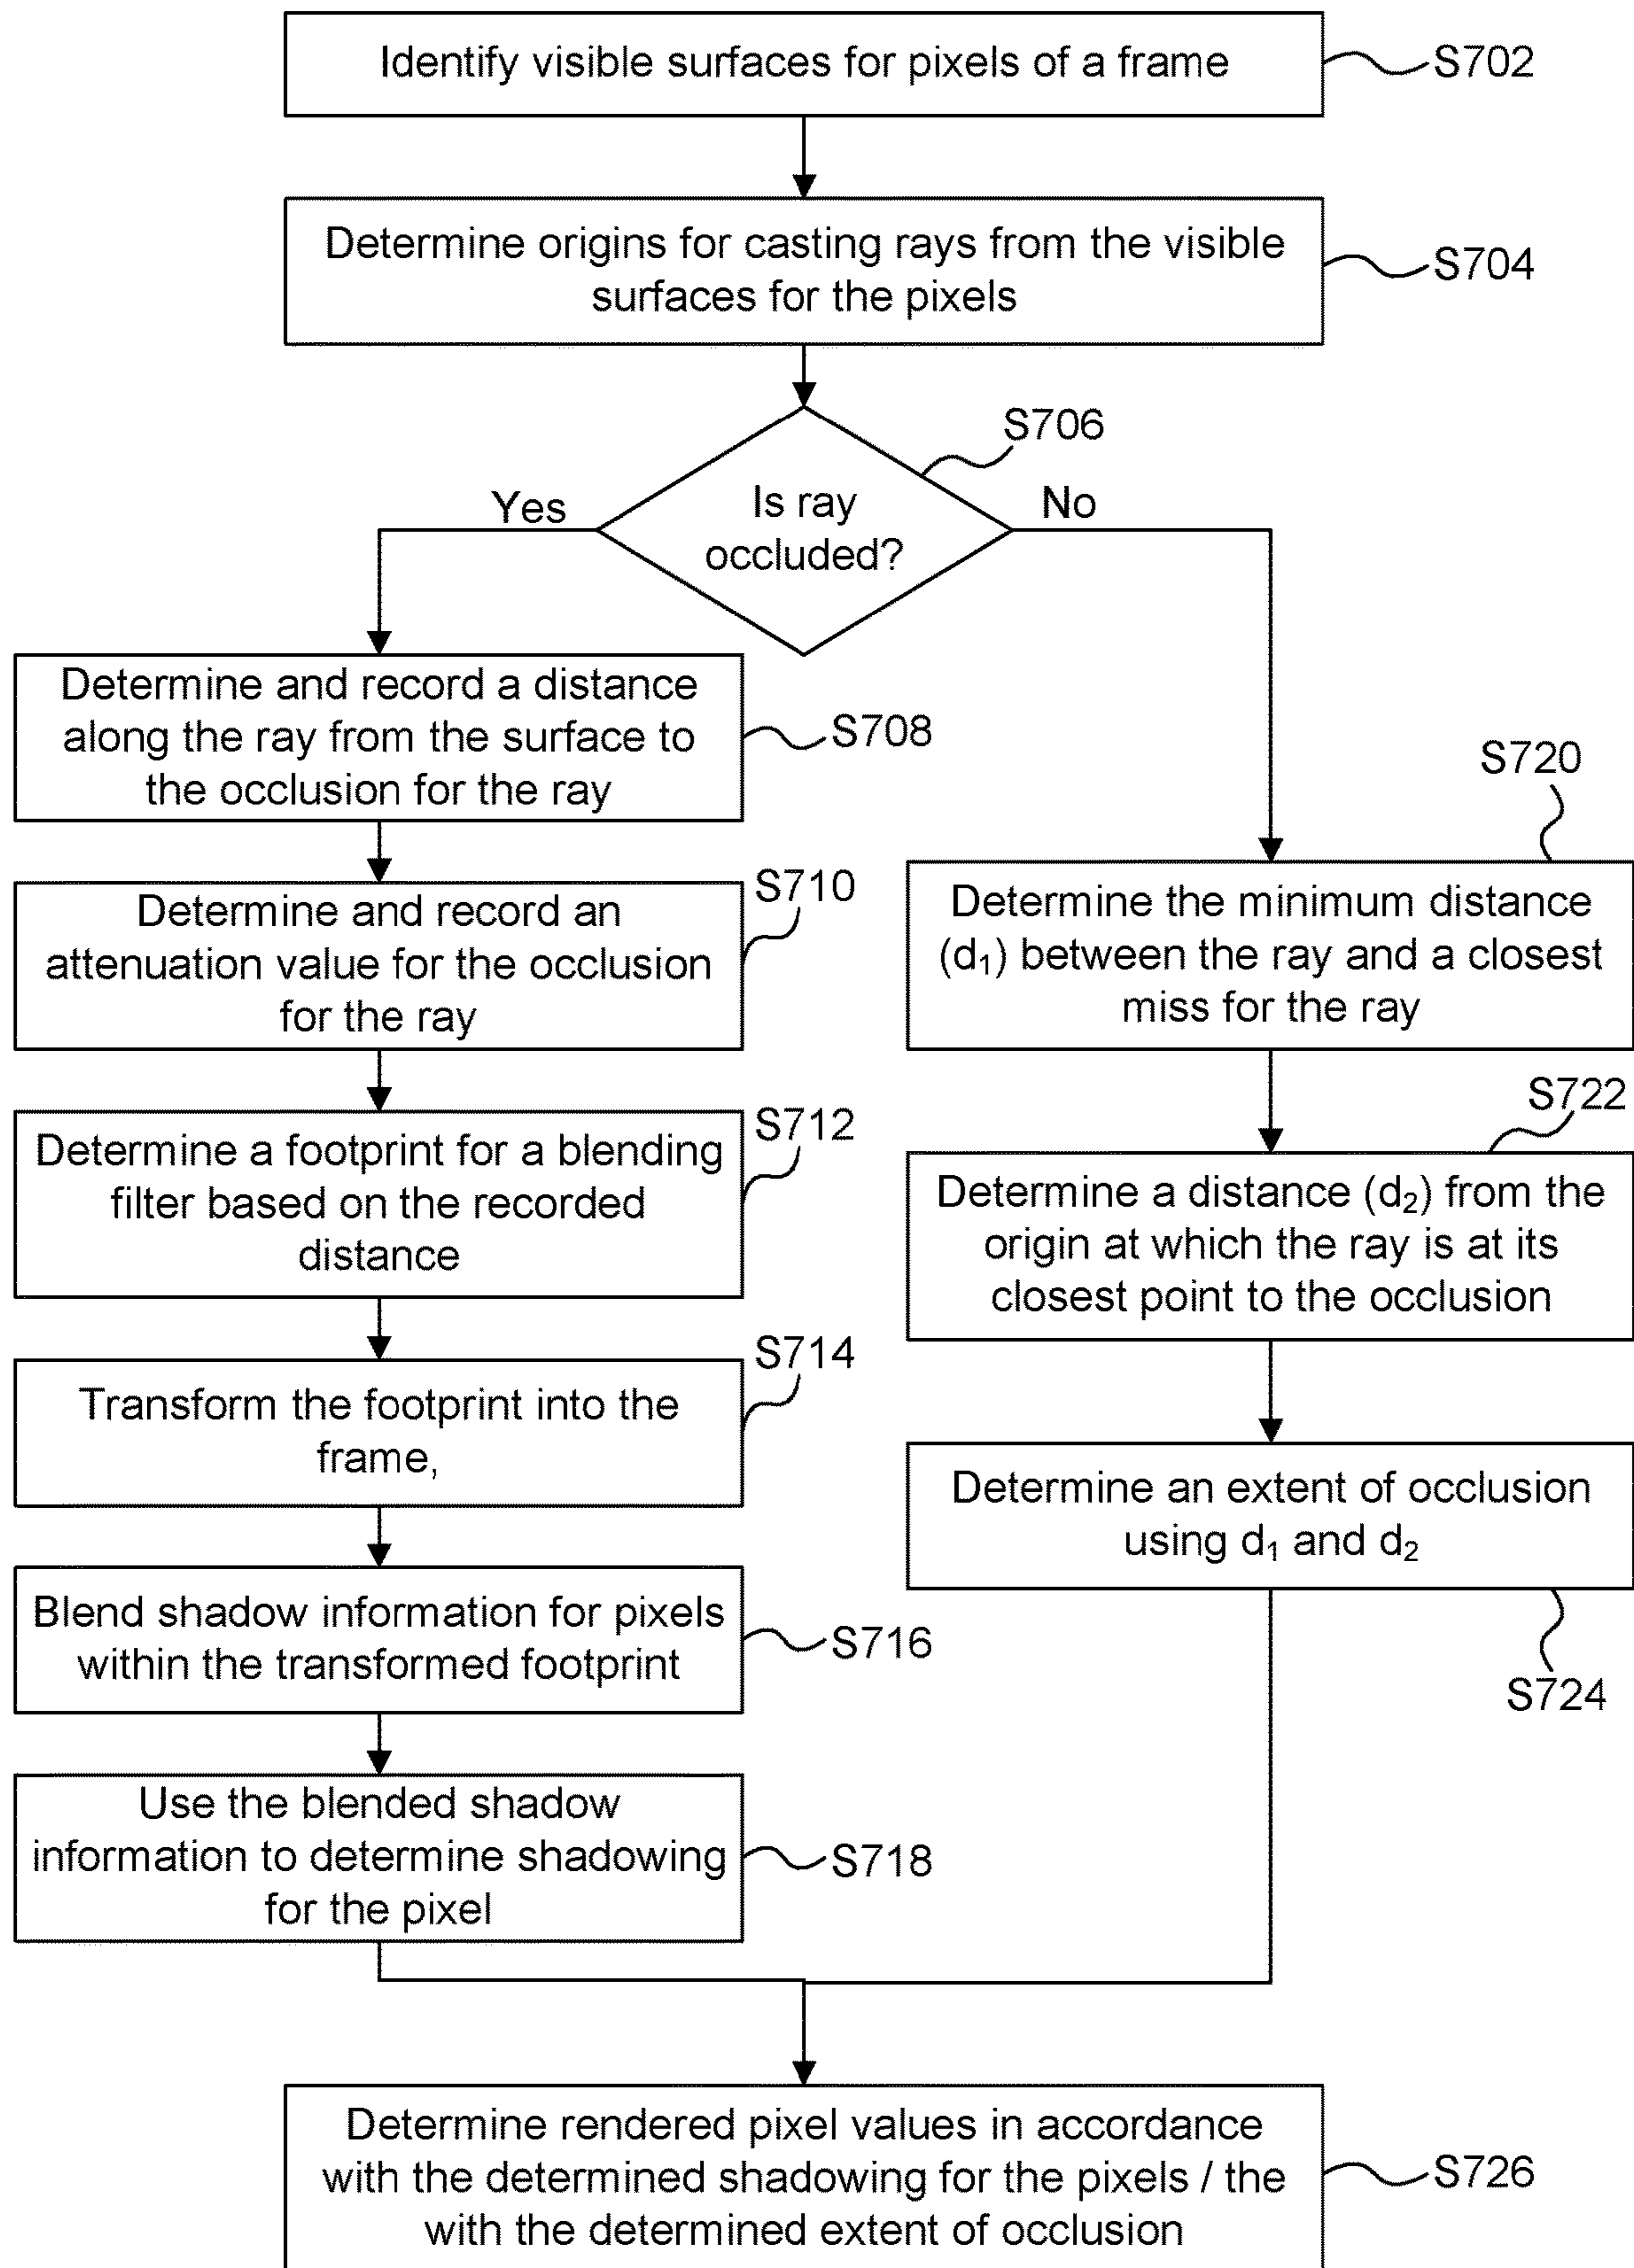 Identify visible surfaces for pixels of a frame
S702
Determine origins for casting rays from the visible
surfaces for the pixels
S704
S706
Is ray
occluded?
Yes
No
Determine and record a distance
along the ray from the surface to
the occlusion for the ray
S708
Determine and record an
attenuation value for the occlusion
for the ray
S710
Determine a footprint for a blending
filter based on the recorded
distance
S712
Transform the footprint into the
frame,
S714
Blend shadow information for pixels
within the transformed footprint
S716
Use the blended shadow
information to determine shadowing
for the pixel
S718
S720
Determine the minimum distance
(d₁) between the ray and a closest
miss for the ray
S722
Determine a distance (d₂) from the
origin at which the ray is at its
closest point to the occlusion
Determine an extent of occlusion
using d₁ and d₂
S724
Determine rendered pixel values in accordance
with the determined shadowing for the pixels / the
with the determined extent of occlusion
S726